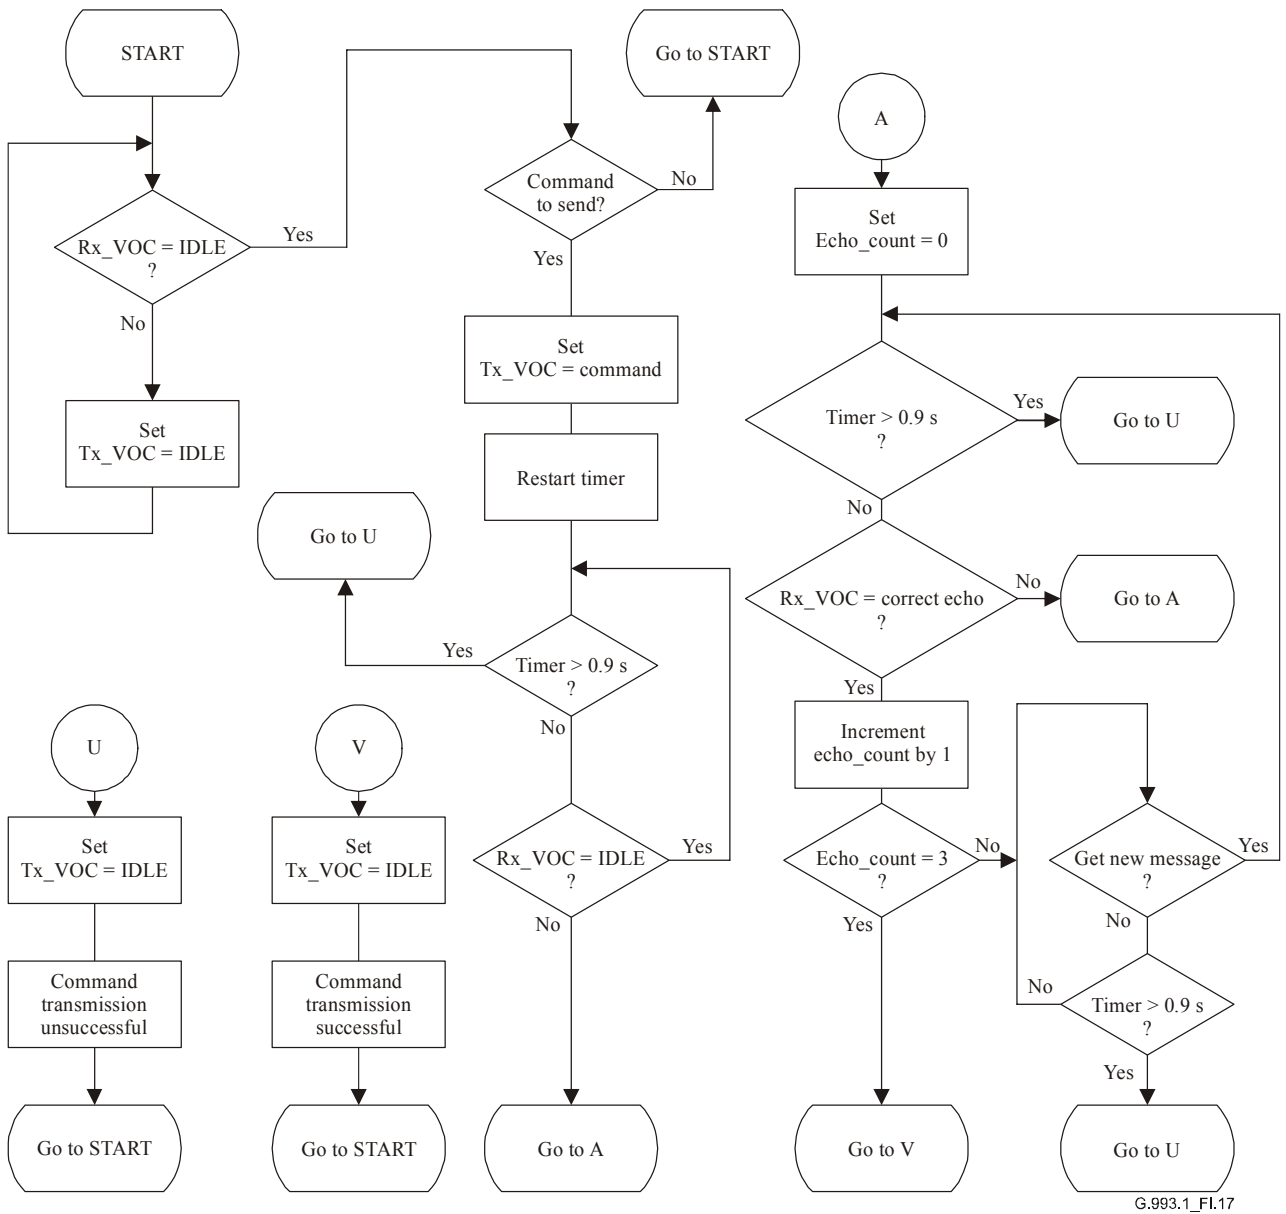 START
Rx_VOC = IDLE
?
Yes
No
Set
Tx_VOC = IDLE
Command
to send?
No
Go to START
Yes
Set
Tx_VOC = command
Restart timer
Timer > 0.9 s
?
Yes
Go to U
No
Rx_VOC = IDLE
?
Yes
No
Go to A
U
Set
Tx_VOC = IDLE
Command
transmission
unsuccessful
Go to START
V
Set
Tx_VOC = IDLE
Command
transmission
successful
Go to START
A
Set
Echo_count = 0
Timer > 0.9 s
?
Yes
Go to U
No
Rx_VOC = correct echo
?
No
Go to A
Yes
Increment
echo_count by 1
Echo_count = 3
?
No
Yes
Go to V
Get new message
?
Yes
No
Timer > 0.9 s
?
No
Yes
Go to U
G.993.1_FI.17